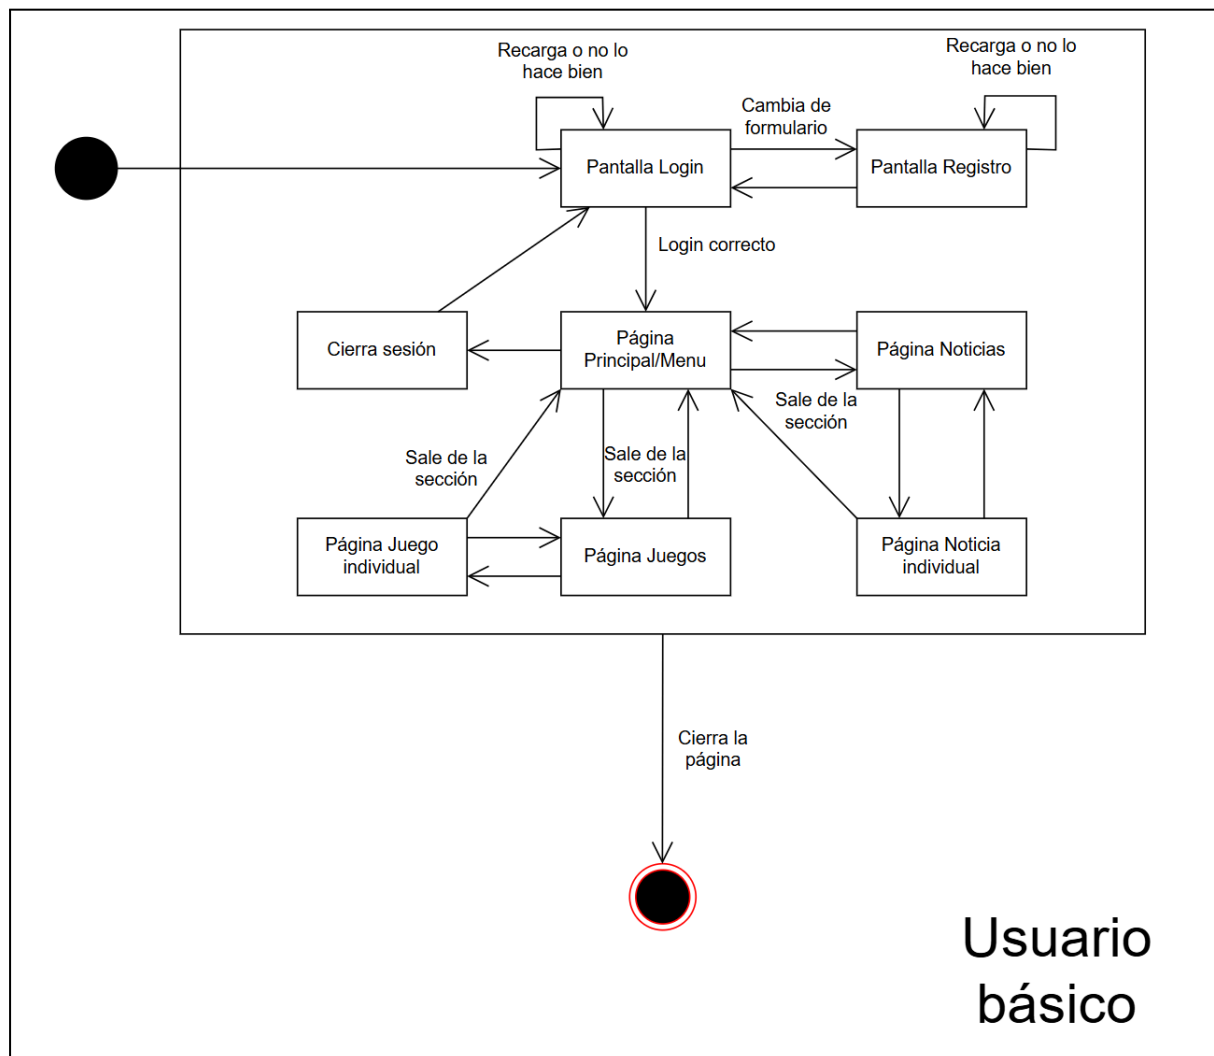 Recarga o no lo
hace bien
Recarga o no lo
hace bien
Cambia de
formulario
Pantalla Login
Pantalla Registro
Login correcto
Cierra sesión
Página
Principal/Menu
Página Noticias
Sale de la
sección
Sale de la
sección
Sale de la
sección
Página Juego
individual
Página Juegos
Página Noticia
individual
Cierra la
página
Usuario
básico